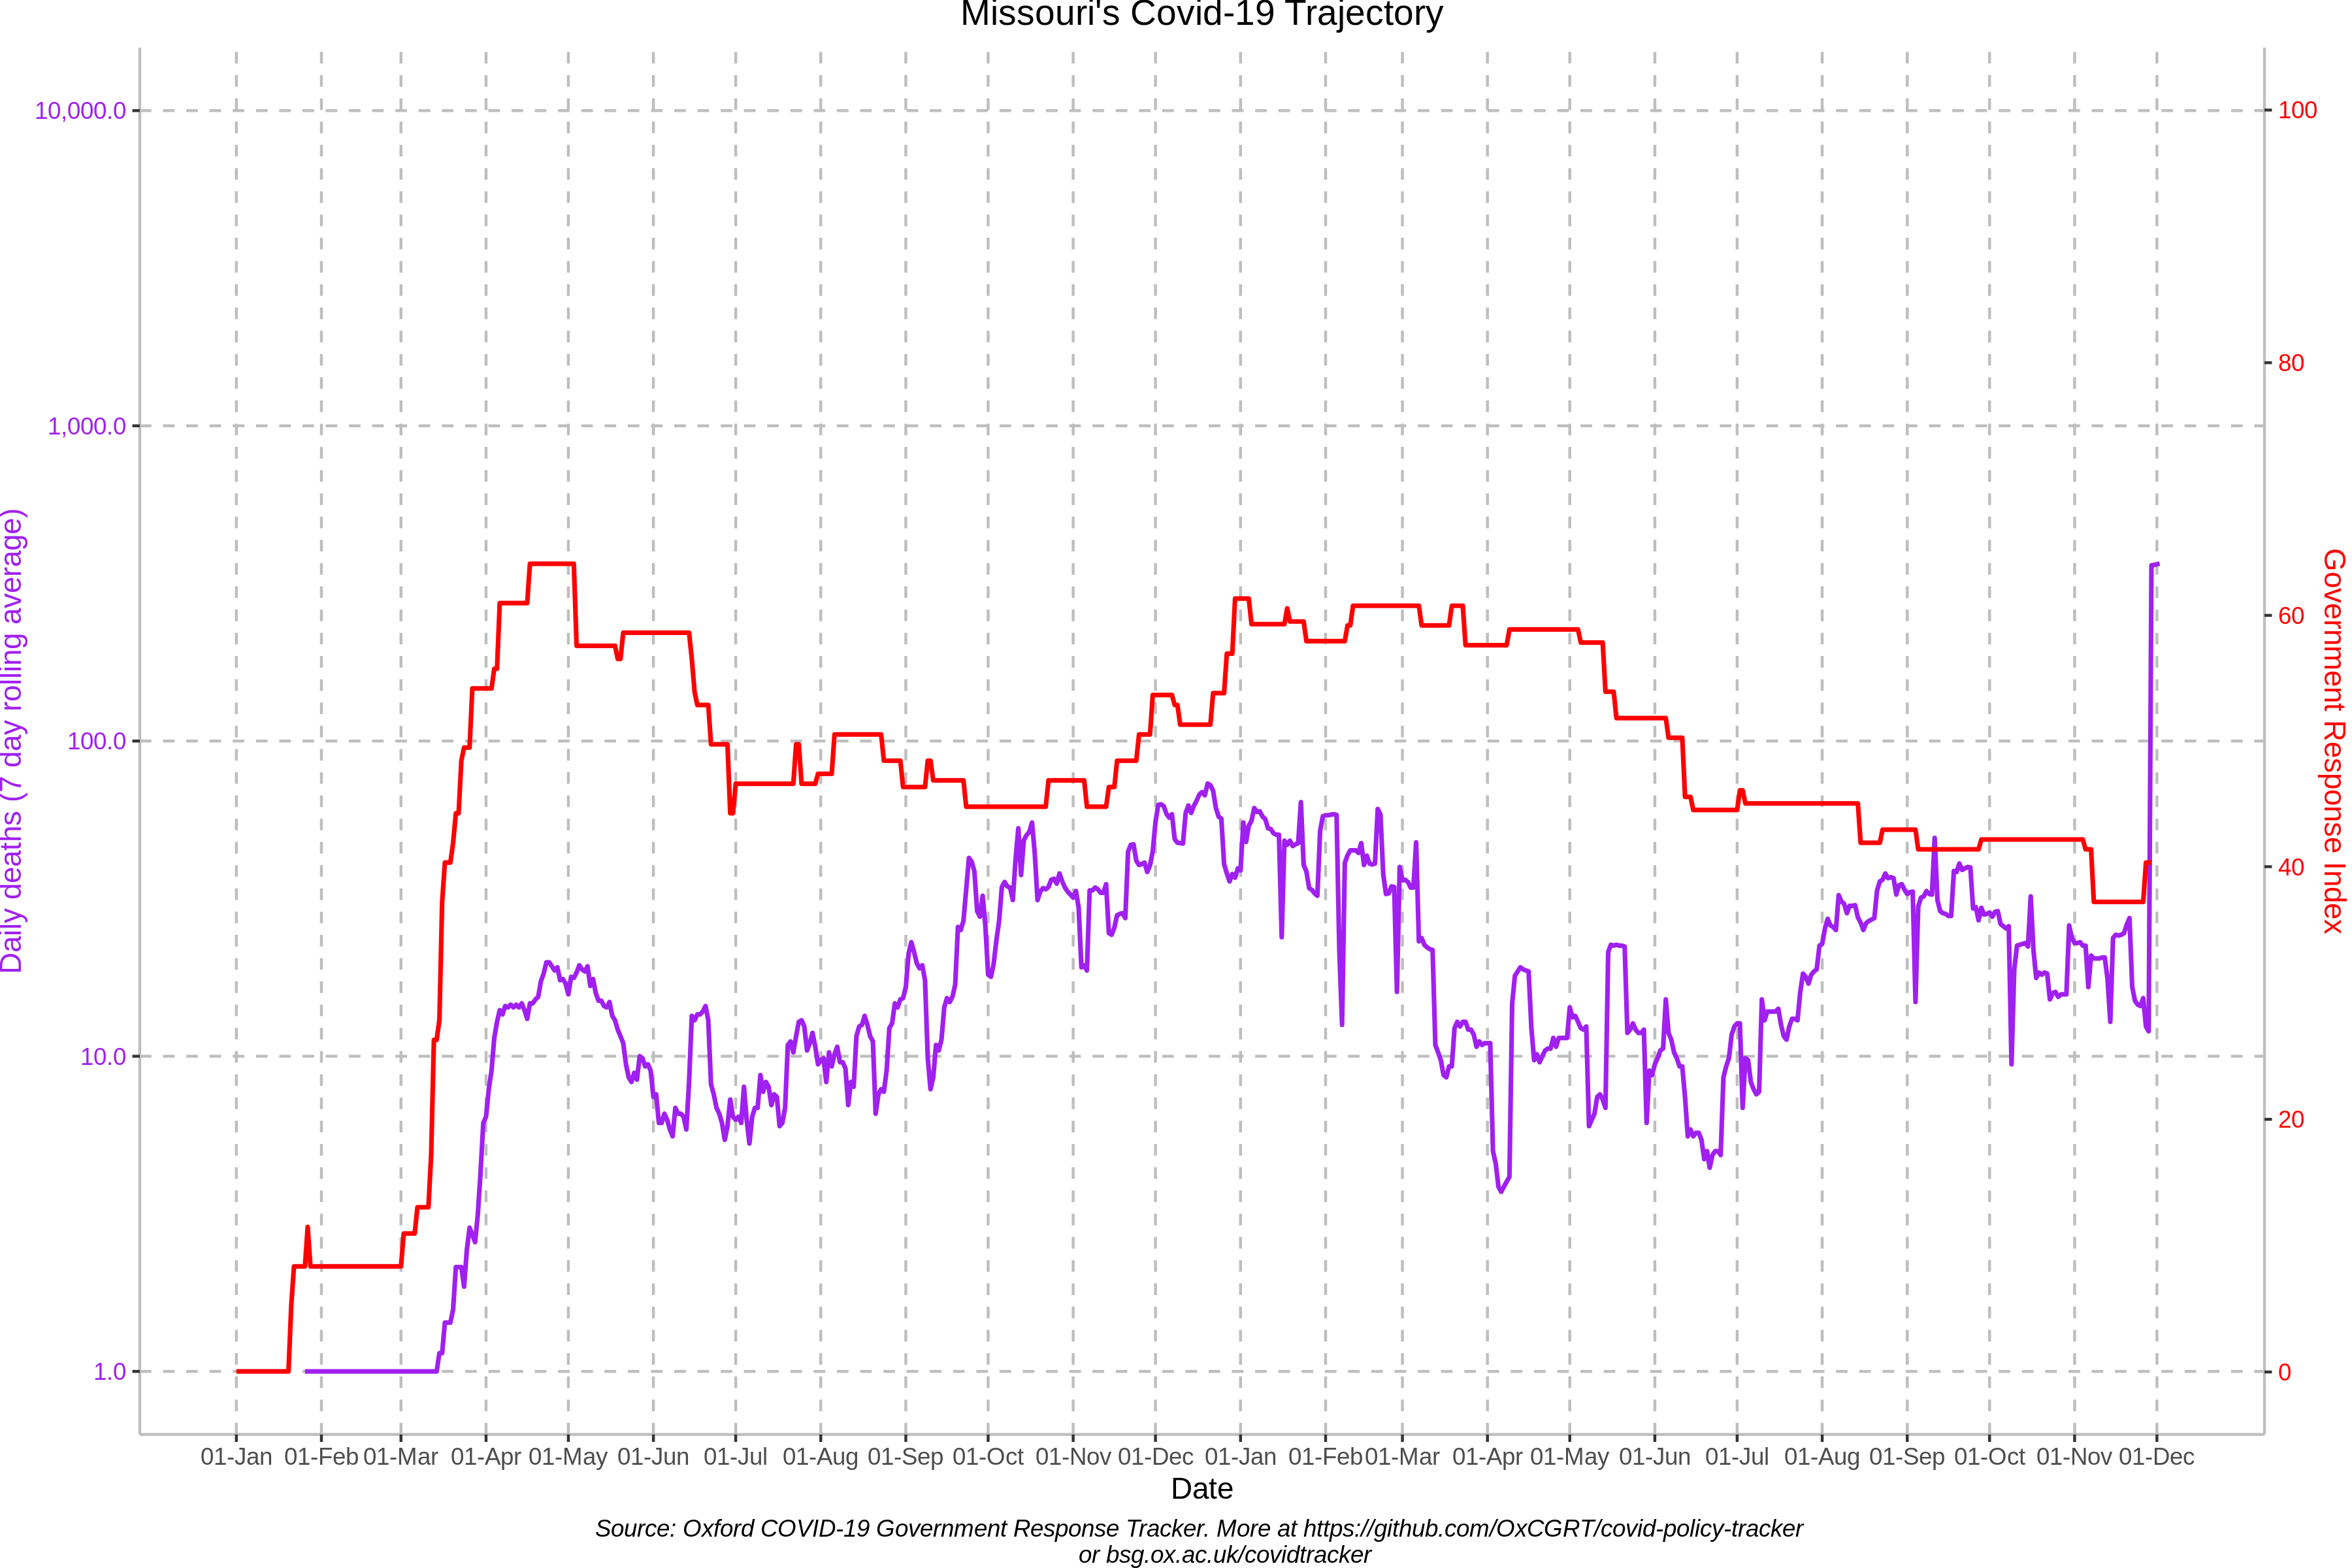 Missouri's Covid-19 Trajectory
10,000.0
1,000.0
100.0
10.0
1.0
Daily deaths (7 day rolling average)
100
80
60
40
20
0
Government Response Index
01-Jan 01-Feb 01-Mar 01-Apr 01-May 01-Jun 01-Jul 01-Aug 01-Sep 01-Oct 01-Nov 01-Dec 01-Jan 01-Feb 01-Mar 01-Apr 01-May 01-Jun 01-Jul 01-Aug 01-Sep 01-Oct 01-Nov 01-Dec
Date
Source: Oxford COVID-19 Government Response Tracker. More at https://github.com/OxCGRT/covid-policy-tracker
or bsg.ox.ac.uk/covidtracker